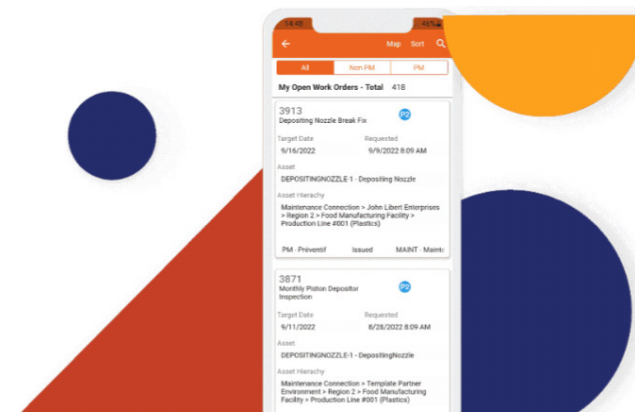 14:45 46%
Map Sort
All Non PM PM
My Open Work Orders - Total 418
3913 P2
Depositing Nozzle Break Fix
Target Date Requested
9/16/2022 9/9/2022 8:09 AM
Asset
DEPOSITINGNOZZLE-1 - Depositing Nozzle
Asset Hierachy
Maintenance Connection > John Libert Enterprises
> Region 2 > Food Manufacturing Facility >
Production Line #001 (Plastics)
PM - Préventif Issued MAINT - Mainte
3871 P2
Monthly Piston Depositor
Inspection
Target Date Requested
9/11/2022 8/28/2022 8:09 AM
Asset
DEPOSITINGNOZZLE-1 - DepositingNozzle
Asset Hierachy
Maintenance Connection > Template Partner
Environment > Region 2 > Food Manufacturing
Facility > Production Line #001 (Plastics)